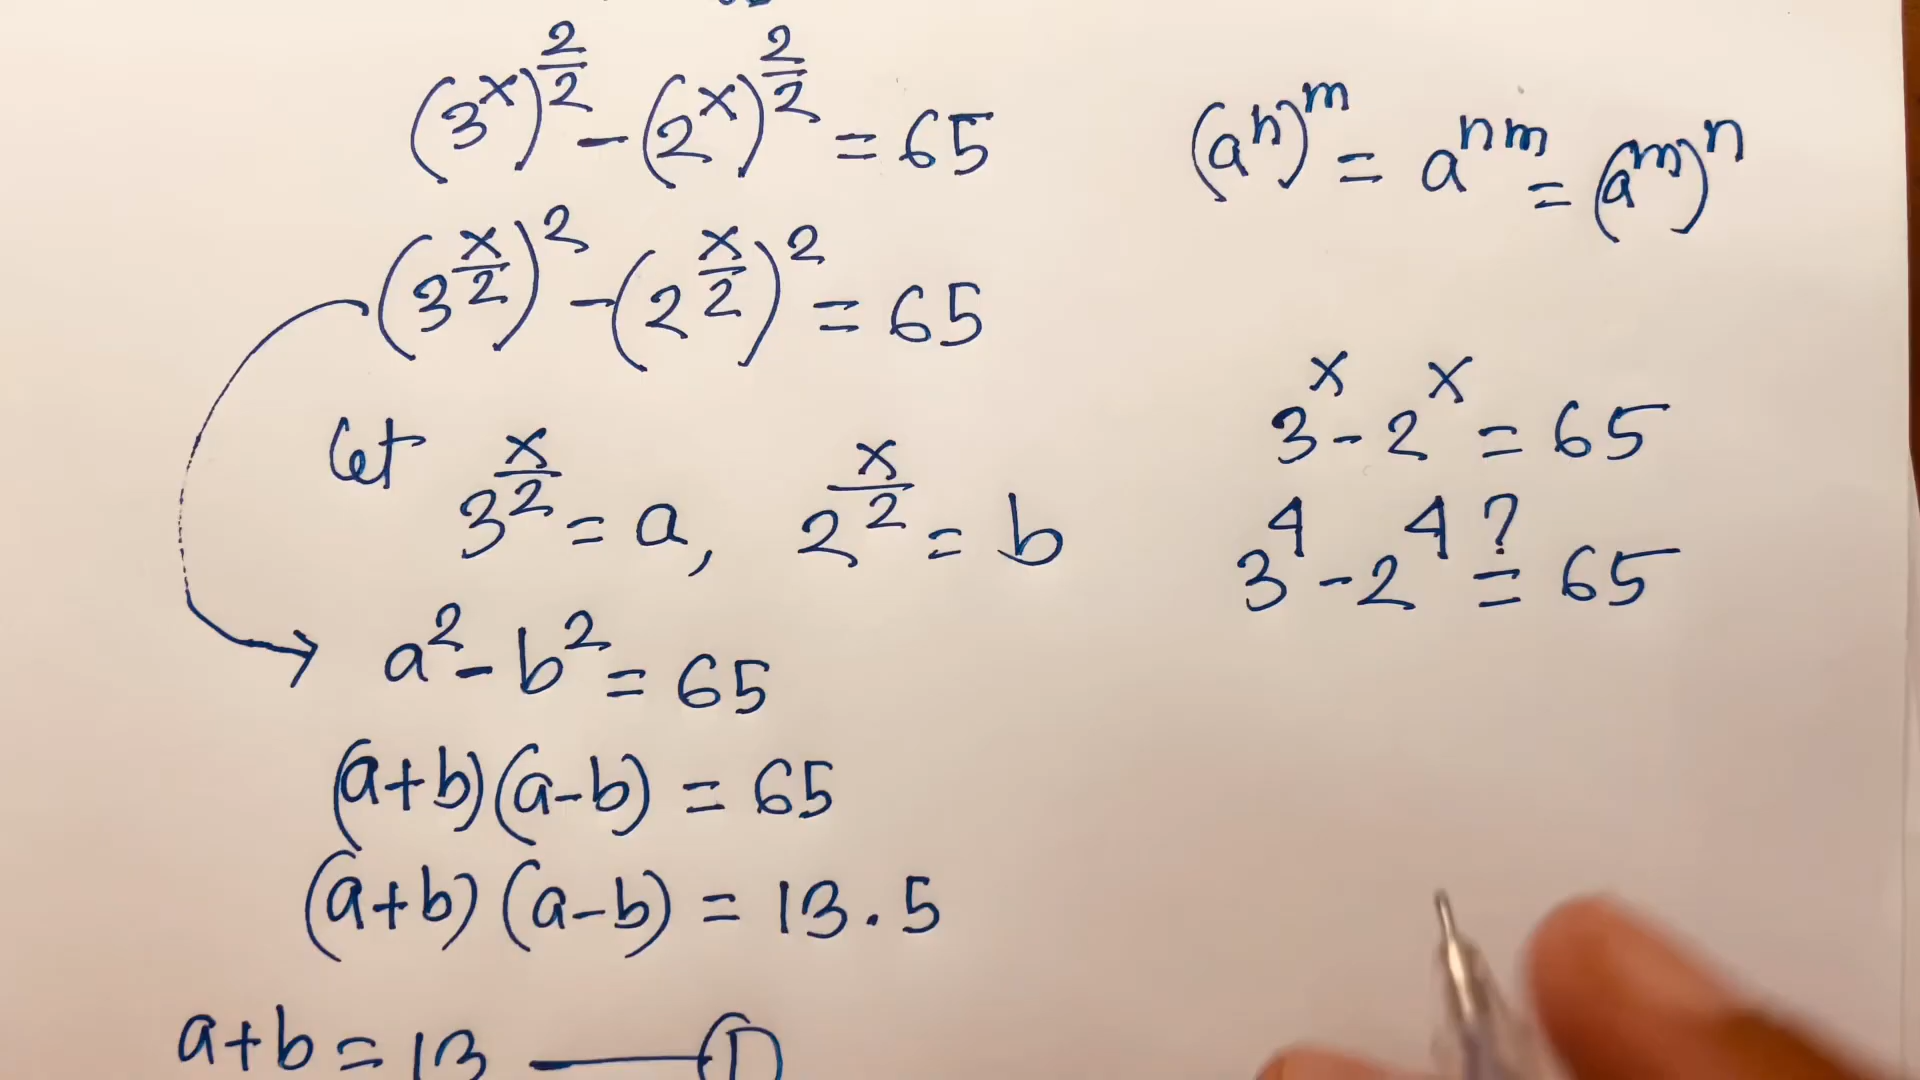 (3^x)^(2/2) - (2^x)^(2/2) = 65
(3^(x/2))^2 - (2^(x/2))^2 = 65
let 3^(x/2) = a, 2^(x/2) = b
a^2 - b^2 = 65
(a+b)(a-b) = 65
(a+b)(a-b) = 13.5
a+b = 13 — ①
(a^n)^m = a^(nm) = (a^m)^n
3^x - 2^x = 65
3^4 - 2^4 ?= 65